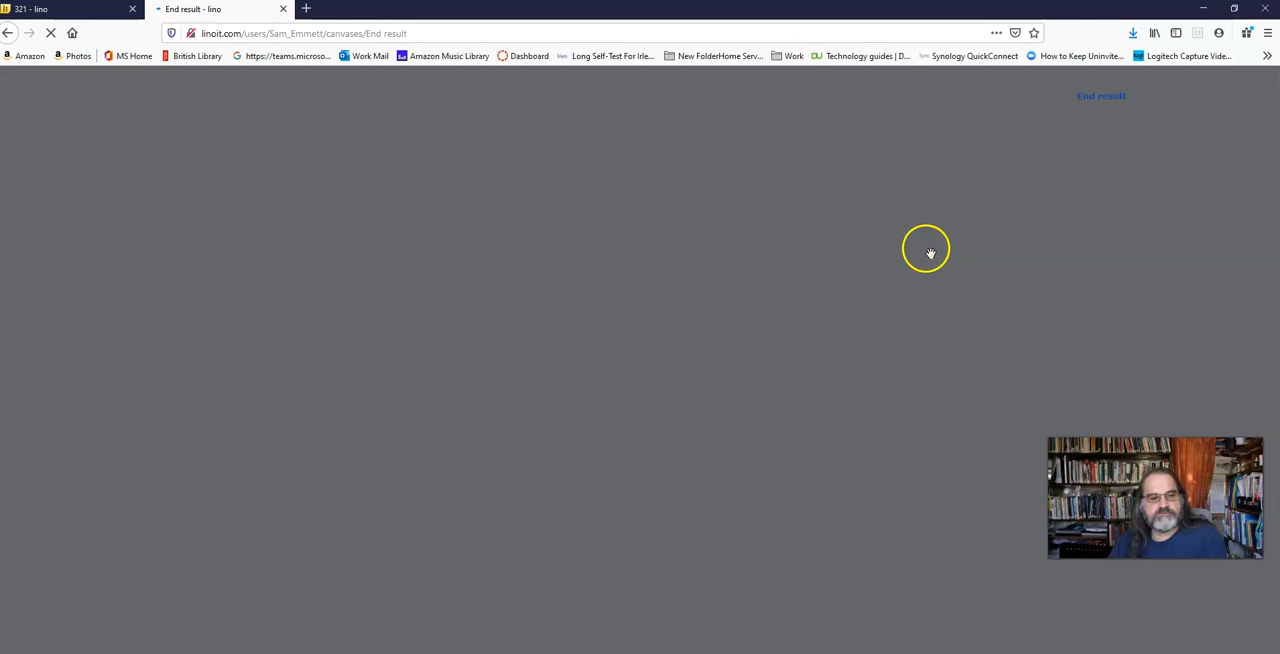 321 - lino
End result - lino
linoit.com/users/Sam_Emmett/canvases/End result
Amazon
Photos
MS Home
British Library
https://teams.microso...
Work Mail
Amazon Music Library
Dashboard
Long Self-Test For Irle...
New FolderHome Serv...
Work
Technology guides | D...
Synology QuickConnect
How to Keep Uninvite...
Logitech Capture Vide...
End result